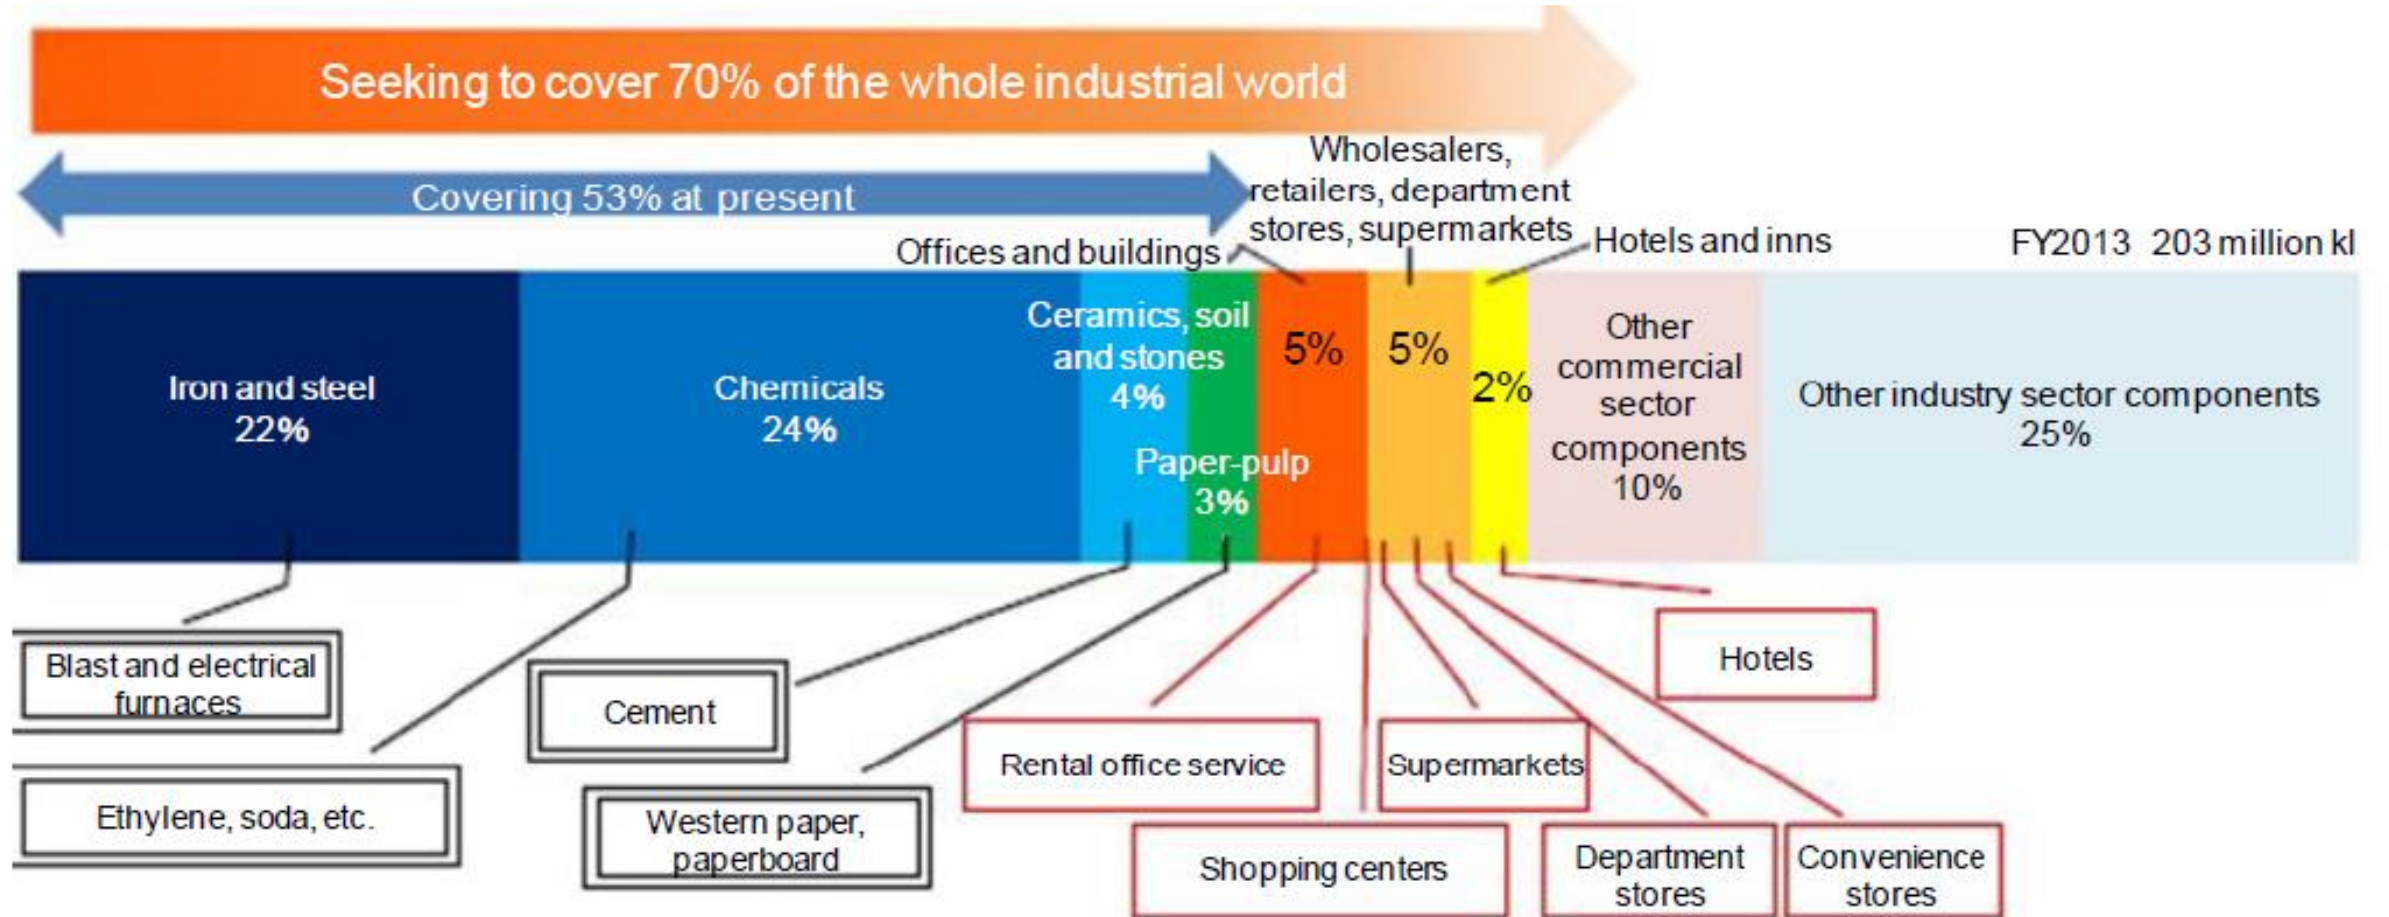 Seeking to cover 70% of the whole industrial world
Covering 53% at present
Wholesalers,
retailers, department
stores, supermarkets
Offices and buildings
Hotels and inns
FY2013 203 million kl
Iron and steel
22%
Chemicals
24%
Ceramics, soil
and stones
4%
Paper-pulp
3%
5%
5%
2%
Other
commercial
sector
components
10%
Other industry sector components
25%
Blast and electrical
furnaces
Ethylene, soda, etc.
Cement
Western paper,
paperboard
Rental office service
Shopping centers
Supermarkets
Department
stores
Convenience
stores
Hotels